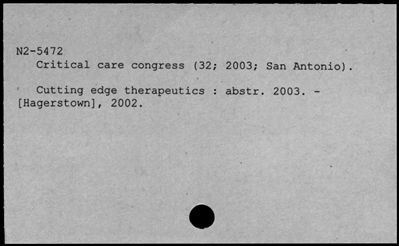 N2-5472
Critical care congress (32; 2003; San Antonio).
Cutting edge therapeutics : abstr. 2003. -
[Hagerstown], 2002.